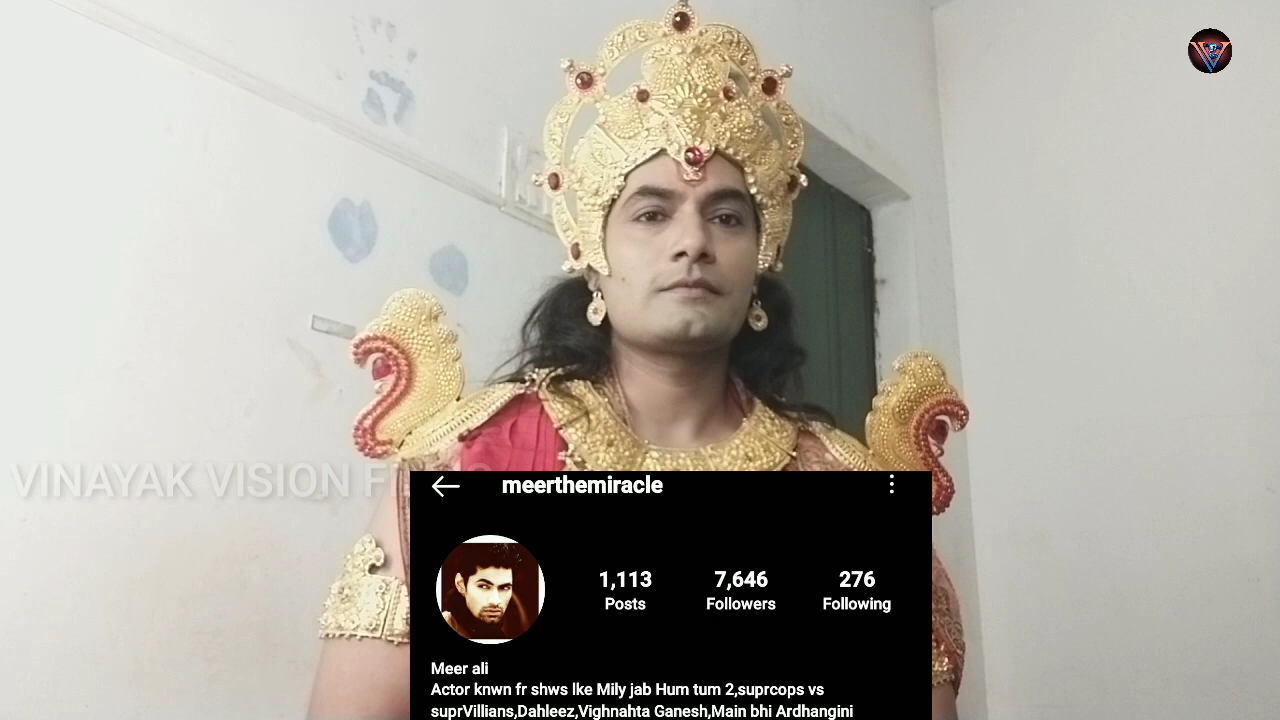 VINAYAK VISION
meerthemiracle
1,113 7,646 276
Posts Followers Following
Meer ali
Actor knwn fr shws lke Mily jab Hum tum 2,suprcops vs
suprVillians,Dahleez,Vighnahta Ganesh,Main bhi Ardhangini